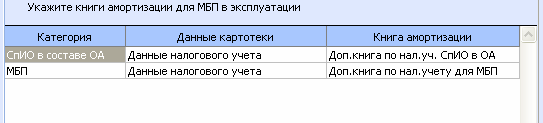 Укажите книги амортизации для МБП в эксплуатации
Категория Данные картотеки Книга амортизации
СпИО в составе ОА Данные налогового учета Доп.книга по нал.уч. СпИО в ОА
МБП Данные налогового учета Доп.книга по нал.учету для МБП